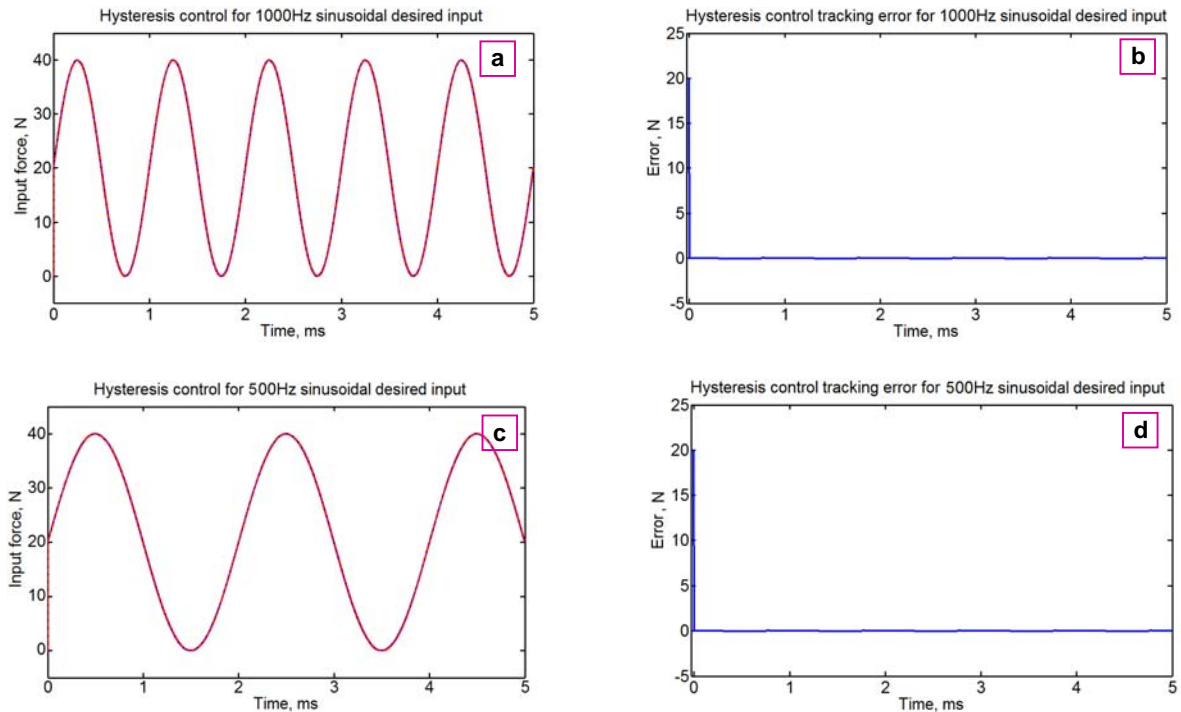 Hysteresis control for 1000Hz sinusoidal desired input
a
40
30
20
10
0
Input force, N
0 1 2 3 4 5
Time, ms
Hysteresis control tracking error for 1000Hz sinusoidal desired input
b
25
20
15
10
5
0
-5
Error , N
0 1 2 3 4 5
Time, ms
Hysteresis control for 500Hz sinusoidal desired input
c
40
30
20
10
0
Input force, N
0 1 2 3 4 5
Time, ms
Hysteresis control tracking error for 500Hz sinusoidal desired input
d
25
20
15
10
5
0
-5
Error , N
0 1 2 3 4 5
Time, ms